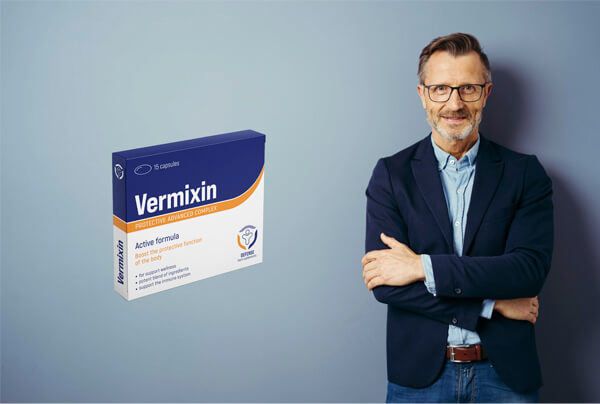 15 capsules
Vermixin
PROTECTIVE ADVANCED COMPLEX
Active formula
Boost the protective function
of the body
for support wellness
potent blend of ingredients
support the immune system
DEFENSE
Vermixin